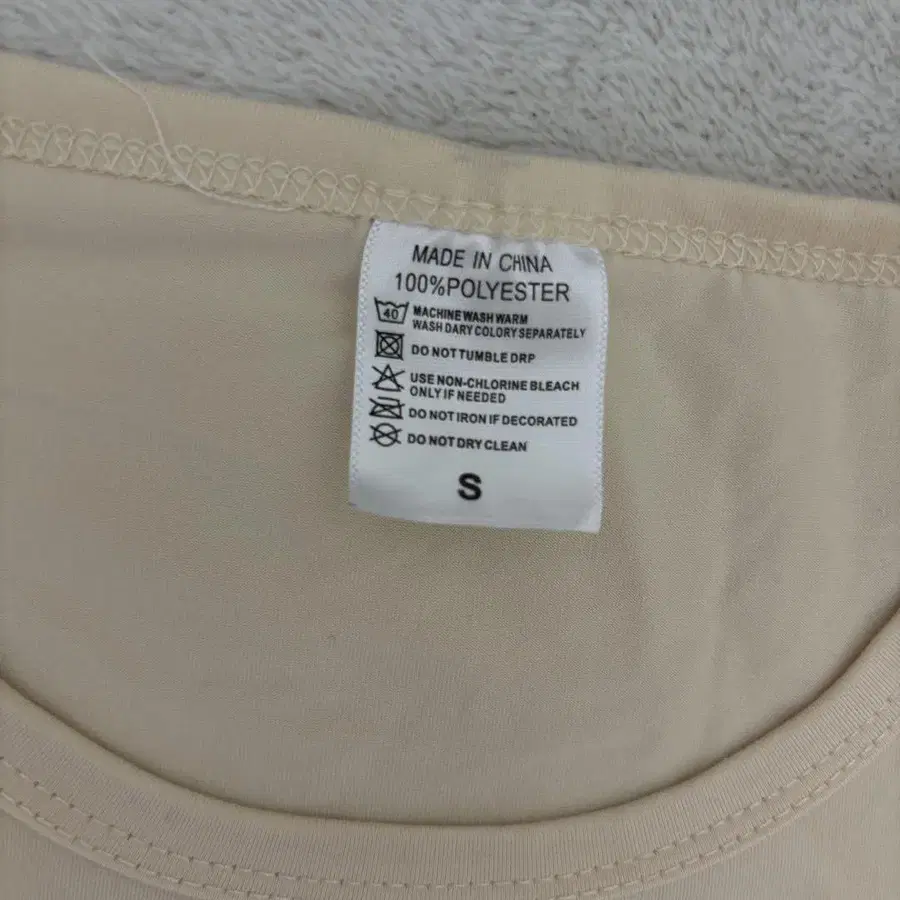 MADE IN CHINA
100%POLYESTER
40 MACHINE WASH WARM
WASH DARY COLORY SEPARATELY
DO NOT TUMBLE DRP
USE NON-CHLORINE BLEACH
ONLY IF NEEDED
DO NOT IRON IF DECORATED
DO NOT DRY CLEAN
S